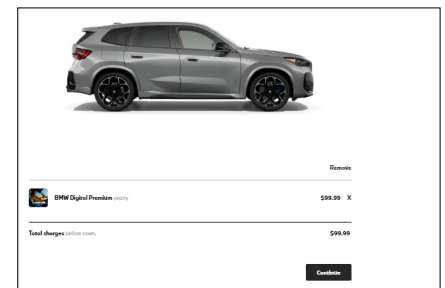 Remove
BMW Digital Premium yearly $99.99 X
Total charges before taxes $99.99
Continue